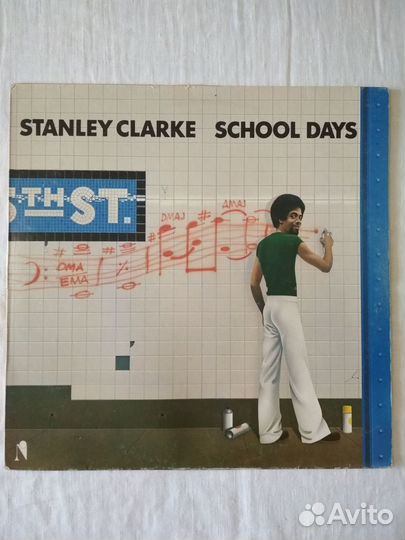 STANLEY CLARKE SCHOOL DAYS
5TH ST.
DMAJ AMAJ
DMA
EMA
N
Avito